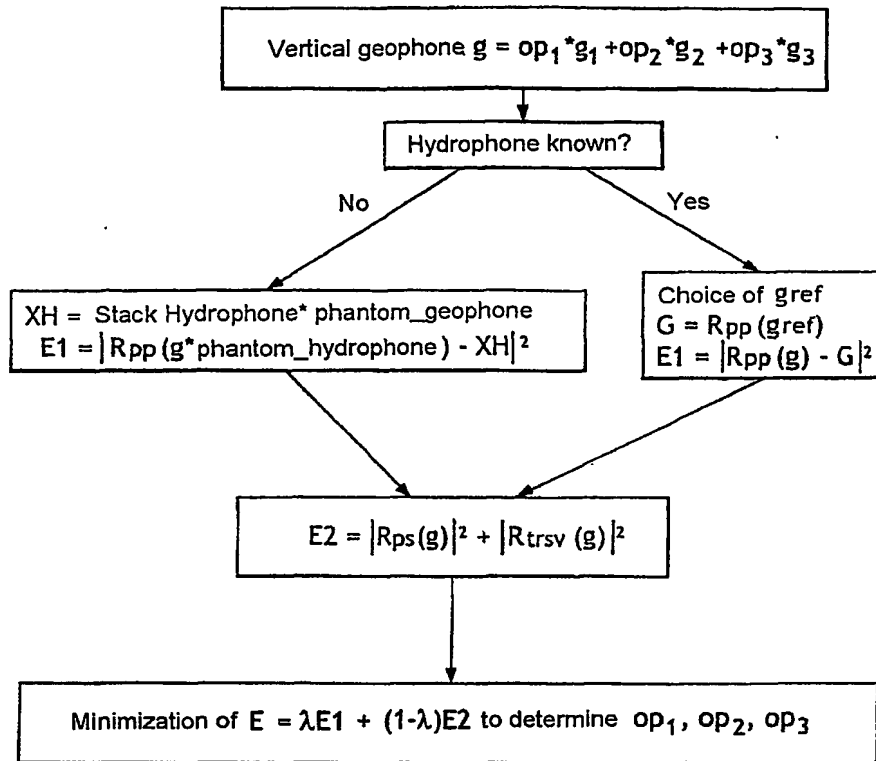 Vertical geophone g = op₁*g₁ +op₂*g₂ +op₃*g₃
Hydrophone known?
No
Yes
XH = Stack Hydrophone* phantom_geophone
E1 = |Rpp(g*phantom_hydrophone) - XH|²
Choice of gref
G = Rpp(gref)
E1 = |Rpp(g) - G|²
E2 = |Rps(g)|² + |Rtrsv (g)|²
Minimization of E = λE1 + (1-λ)E2 to determine op₁, op₂, op₃